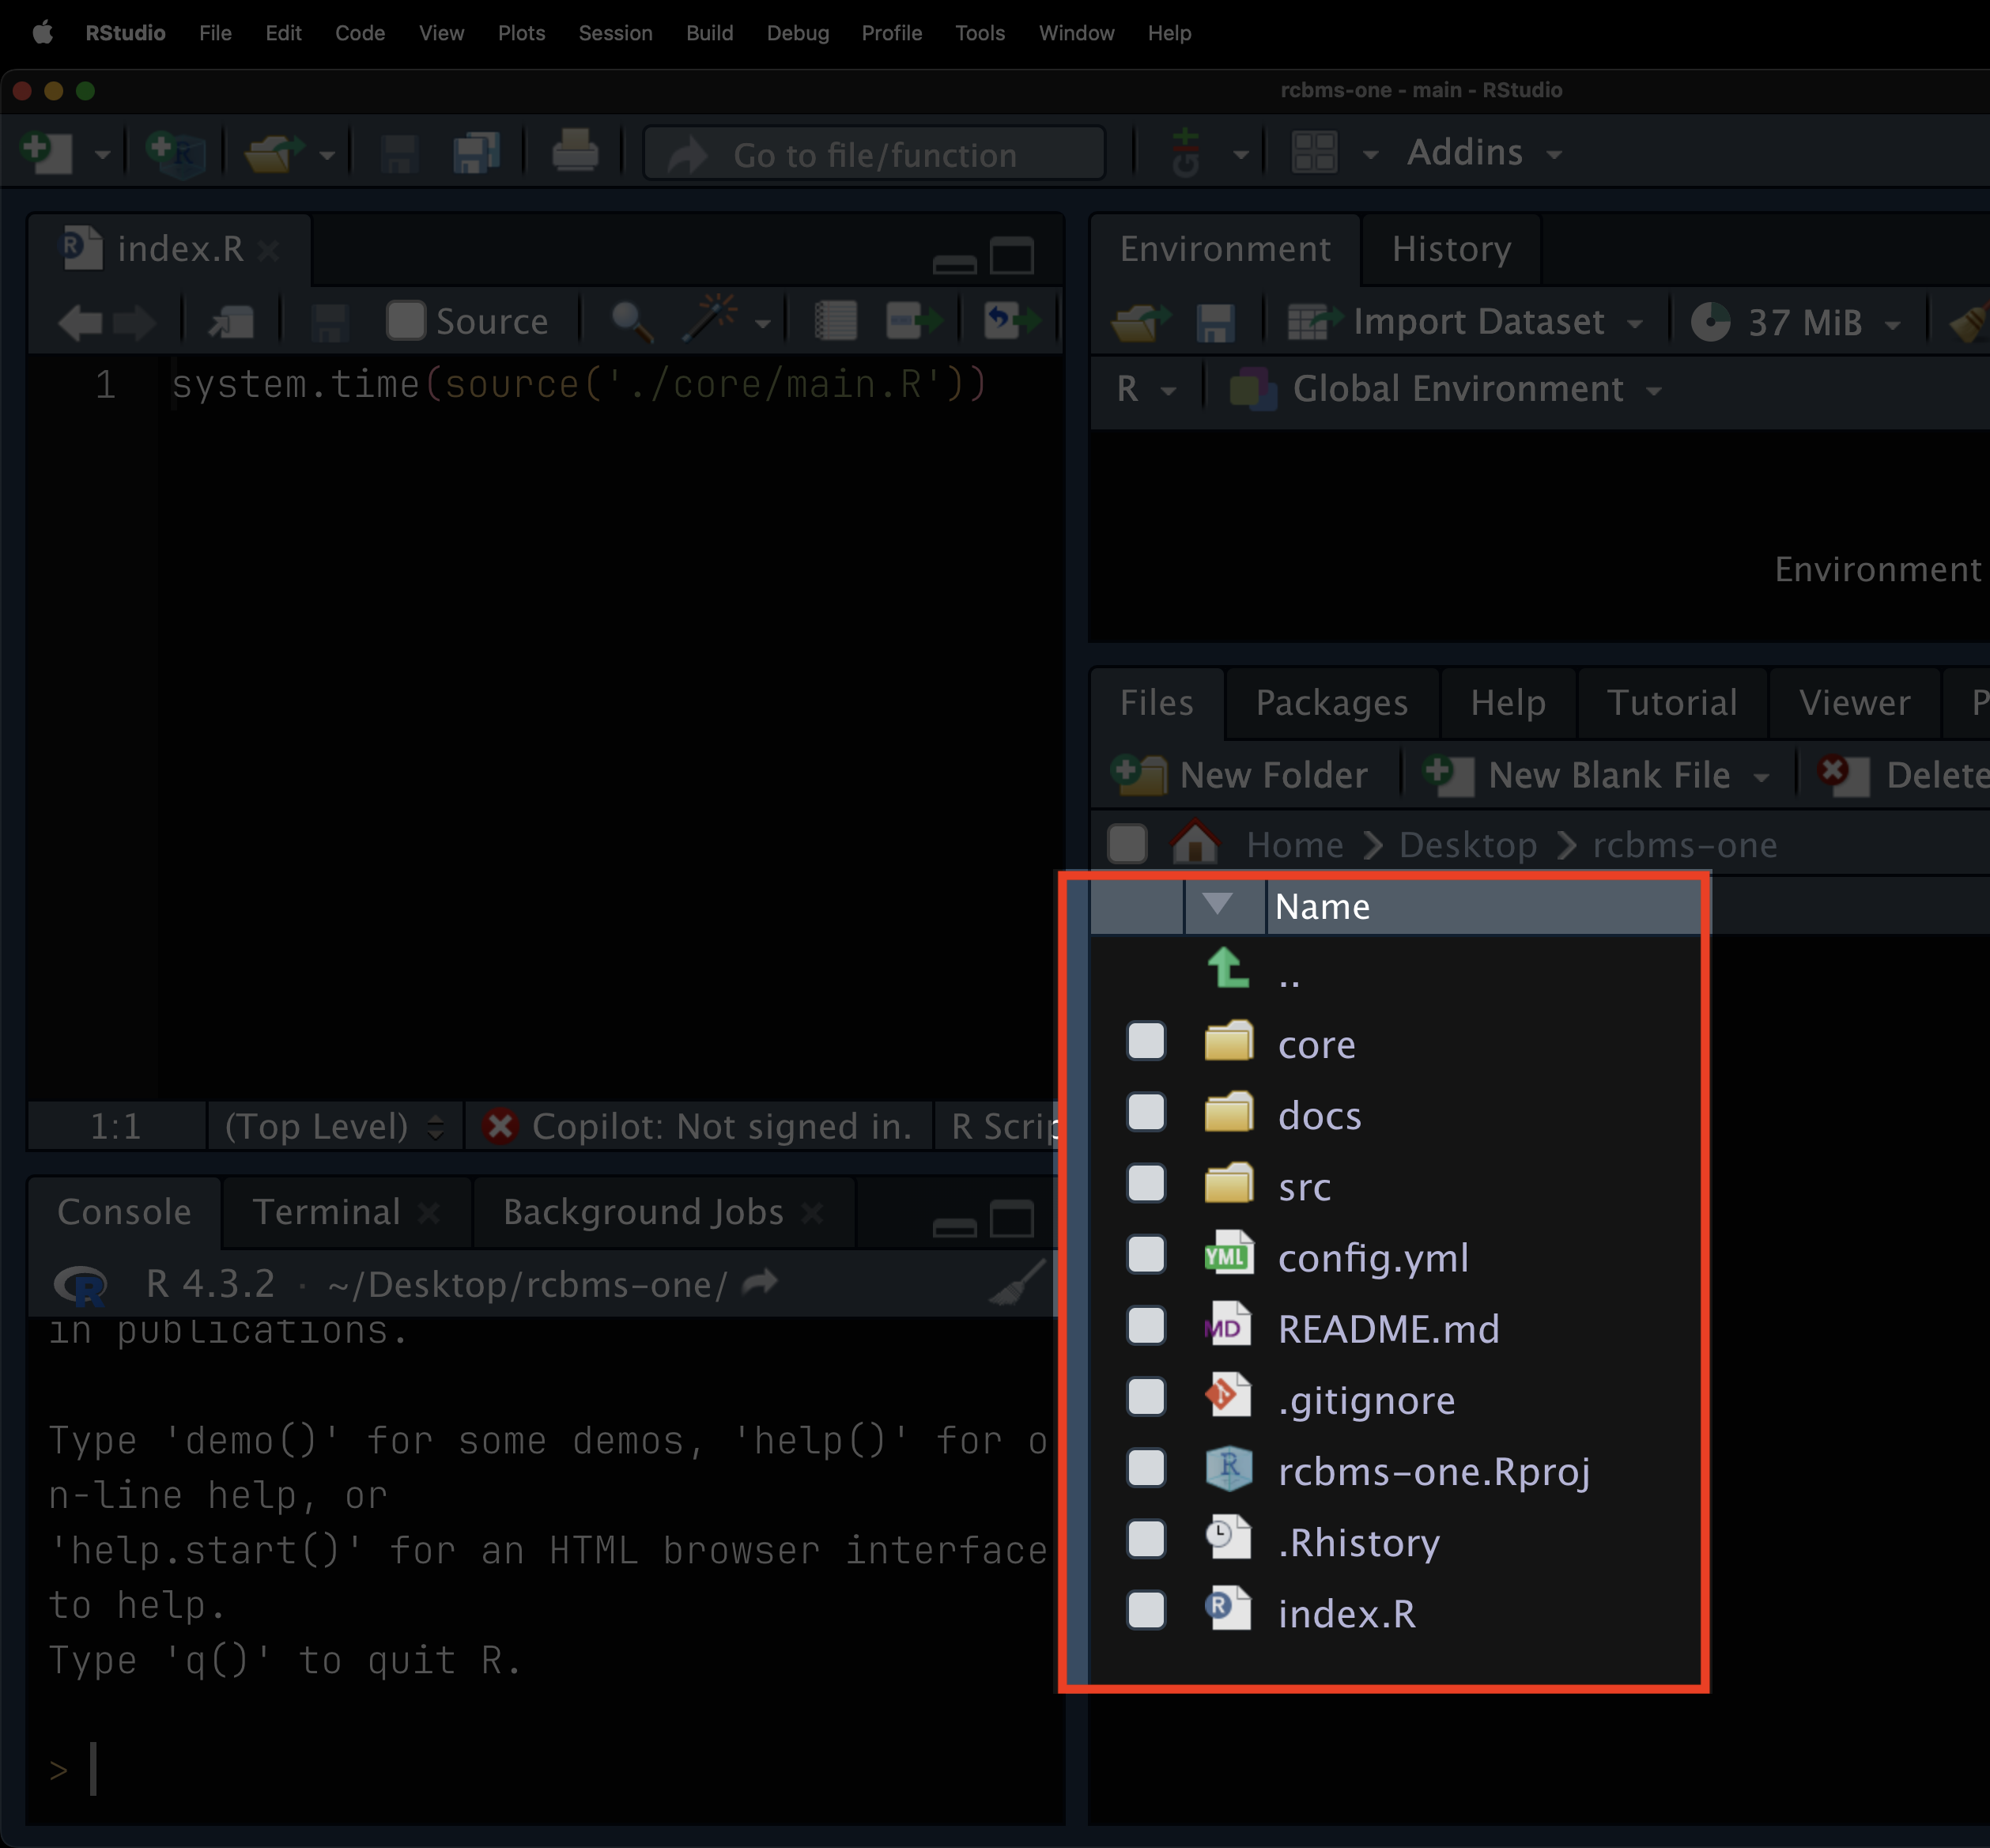 RStudio File Edit Code View Plots Session Build Debug Profile Tools Window Help
rcbms-one - main - RStudio
Go to file/function
Git
Addins
index.R
Source
1 system.time(source('./core/main.R'))
1:1 (Top Level) Copilot: Not signed in. R Scrip
Console Terminal Background Jobs
R 4.3.2 · ~/Desktop/rcbms-one/
in publications.
Type 'demo()' for some demos, 'help()' for o
n-line help, or
'help.start()' for an HTML browser interface
to help.
Type 'q()' to quit R.
>
Environment History
Import Dataset 37 MiB
R Global Environment
Environment
Files Packages Help Tutorial Viewer P
New Folder New Blank File Delete
Home Desktop rcbms-one
Name
..
core
docs
src
YML config.yml
MD README.md
.gitignore
R rcbms-one.Rproj
.Rhistory
R index.R